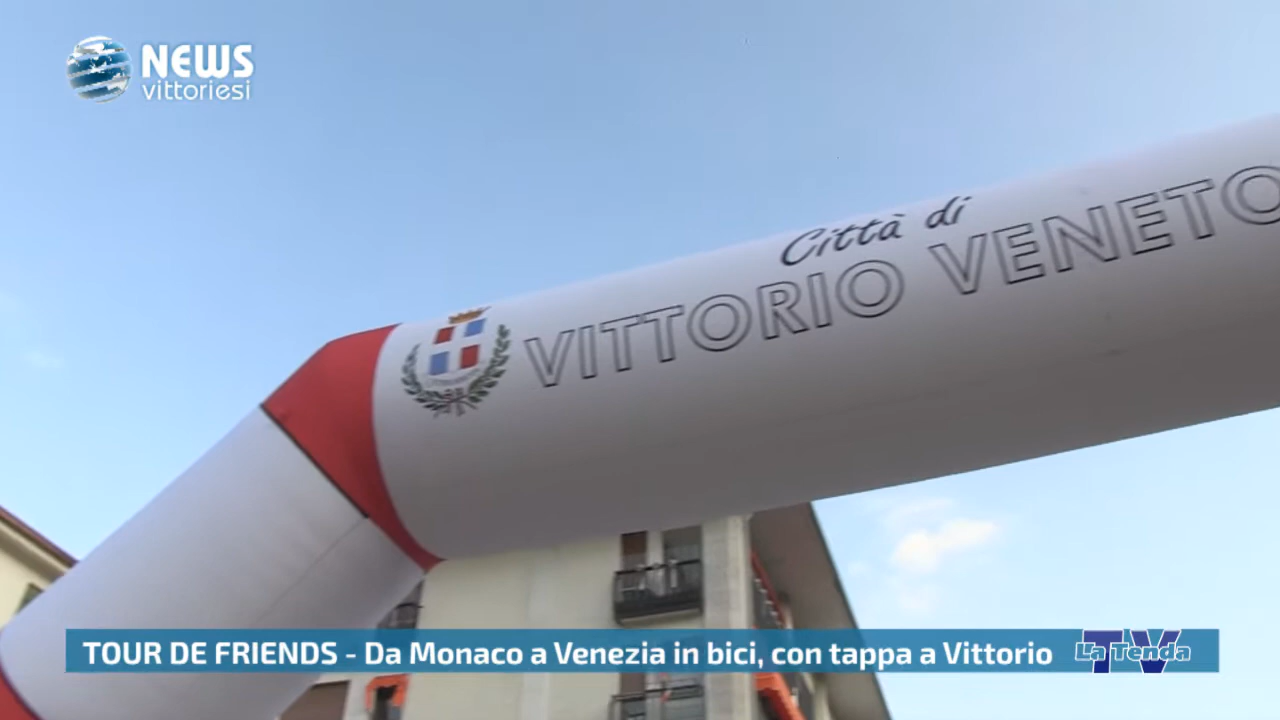 NEWS
vittoriesi
Città di
VITTORIO VENETO
TOUR DE FRIENDS - Da Monaco a Venezia in bici, con tappa a Vittorio
TV
La Tenda